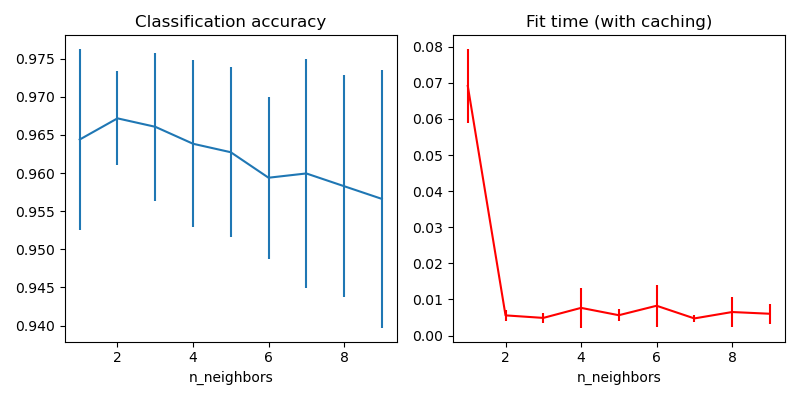 Classification accuracy
0.975
0.970
0.965
0.960
0.955
0.950
0.945
0.940
2 4 6 8
n_neighbors
Fit time (with caching)
0.08
0.07
0.06
0.05
0.04
0.03
0.02
0.01
0.00
2 4 6 8
n_neighbors